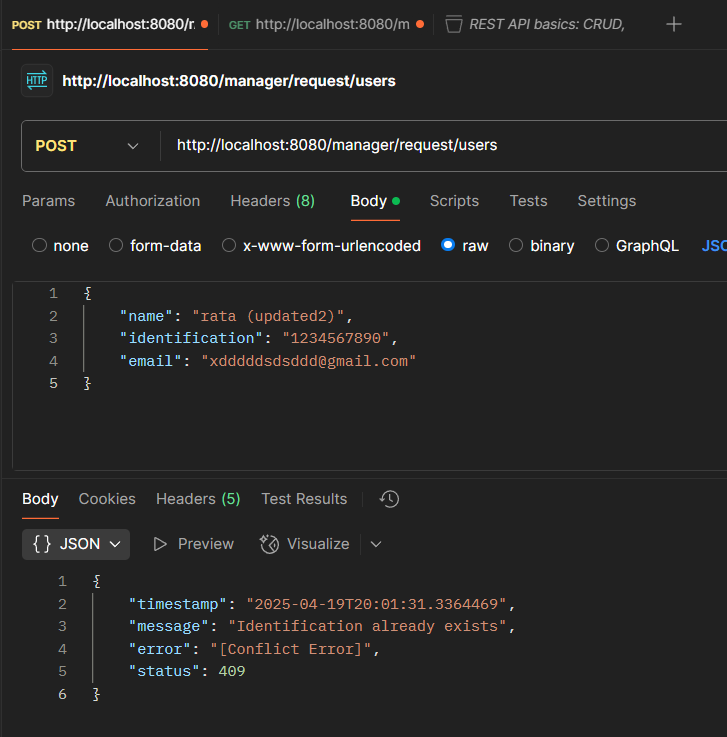 POST http://localhost:8080/r GET http://localhost:8080/m REST API basics: CRUD,
HTTP http://localhost:8080/manager/request/users
POST http://localhost:8080/manager/request/users
Params Authorization Headers (8) Body Scripts Tests Settings
none form-data x-www-form-urlencoded raw binary GraphQL JSC
1 {
2 "name": "rata (updated2)",
3 "identification": "1234567890",
4 "email": "xdddddsdsddd@gmail.com"
5 }
Body Cookies Headers (5) Test Results
{} JSON Preview Visualize
1 {
2 "timestamp": "2025-04-19T20:01:31.3364469",
3 "message": "Identification already exists",
4 "error": "[Conflict Error]",
5 "status": 409
6 }